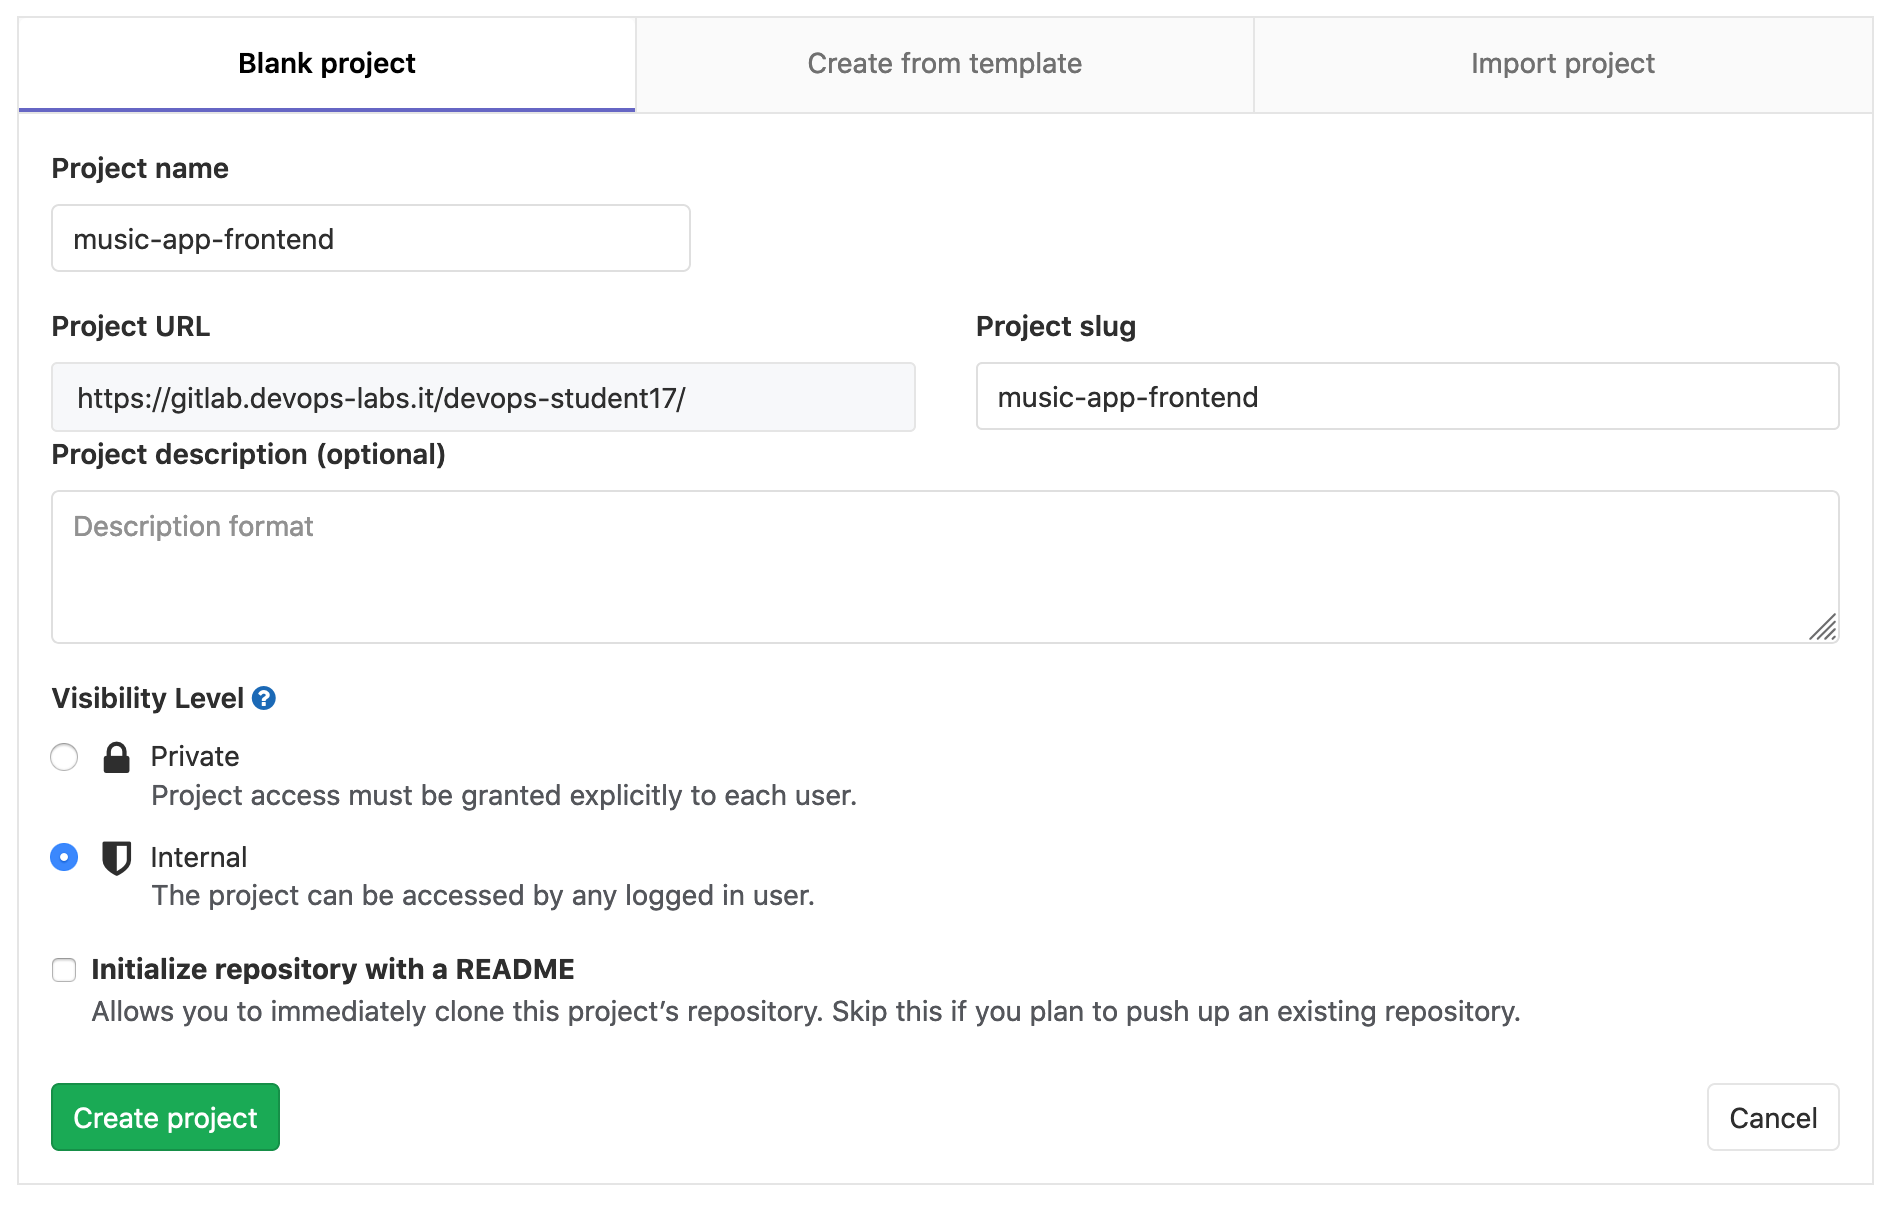 Blank project
Create from template
Import project
Project name
music-app-frontend
Project URL
Project slug
https://gitlab.devops-labs.it/devops-student17/
music-app-frontend
Project description (optional)
Description format
Visibility Level ?
Private
Project access must be granted explicitly to each user.
Internal
The project can be accessed by any logged in user.
Initialize repository with a README
Allows you to immediately clone this project’s repository. Skip this if you plan to push up an existing repository.
Create project
Cancel